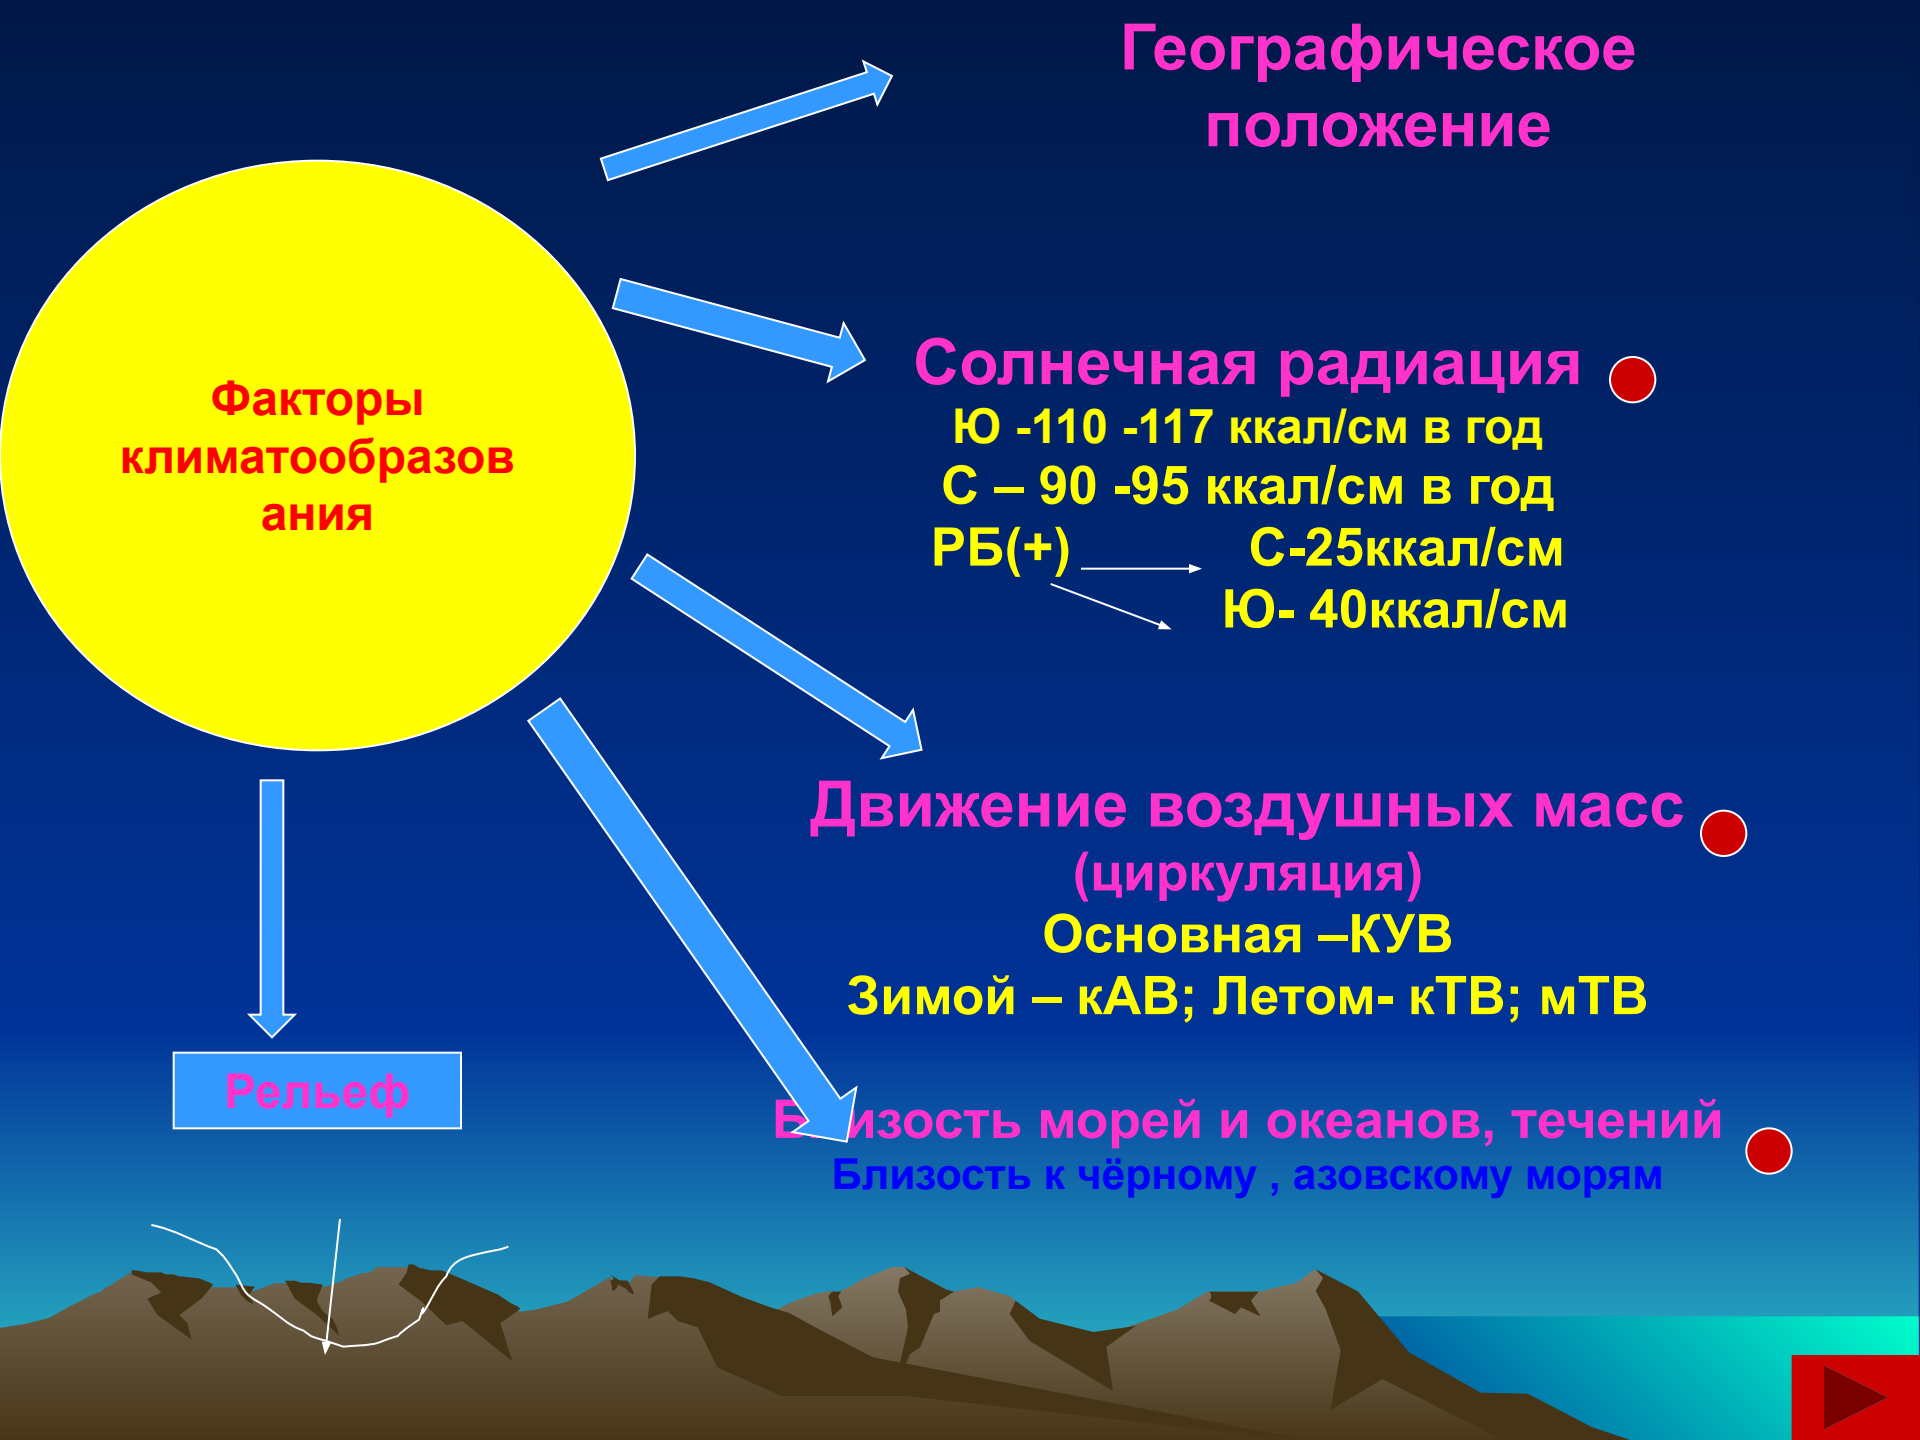 Географическое
положение
Факторы
климатообразов
ания
Солнечная радиация
Ю -110 -117 ккал/см в год
С – 90 -95 ккал/см в год
РБ(+) С-25ккал/см
Ю- 40ккал/см
Движение воздушных масс
(циркуляция)
Основная –КУВ
Зимой – кАВ; Летом- кТВ; мТВ
Рельеф
Близость морей и океанов, течений
Близость к чёрному , азовскому морям